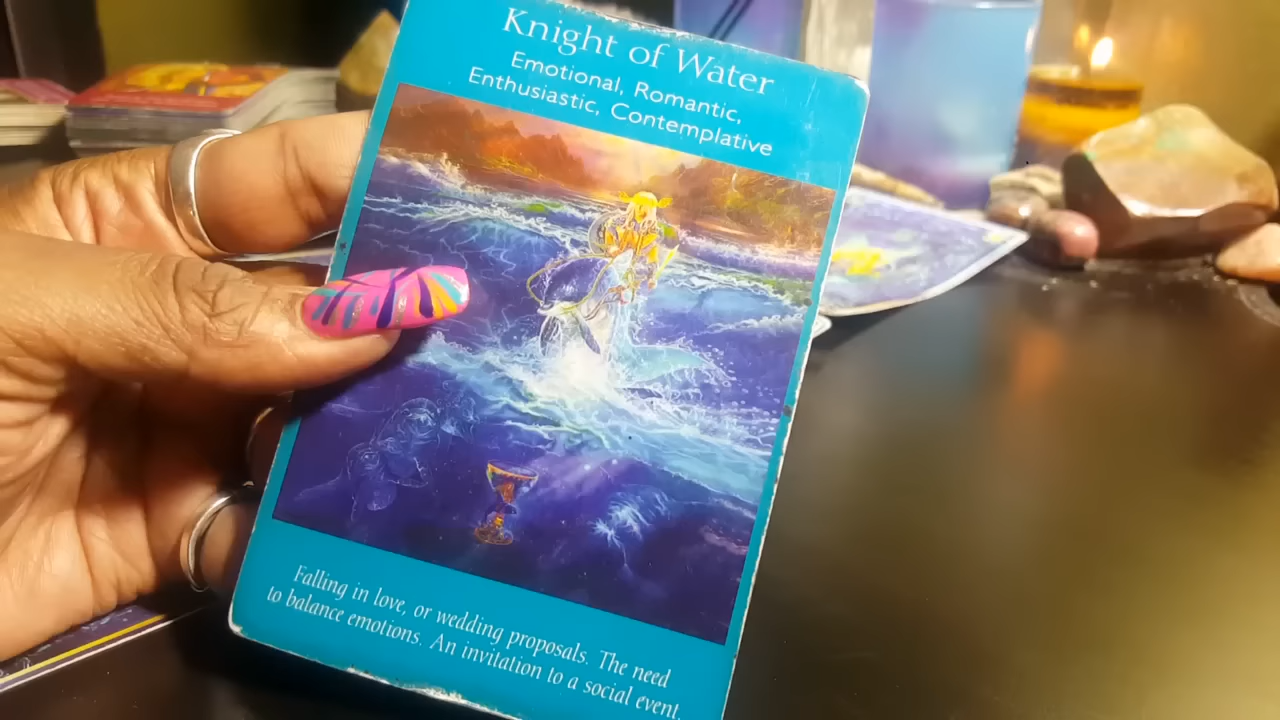 Knight of Water
Emotional, Romantic,
Enthusiastic, Contemplative
Falling in love, or wedding proposals. The need
to balance emotions. An invitation to a social event.